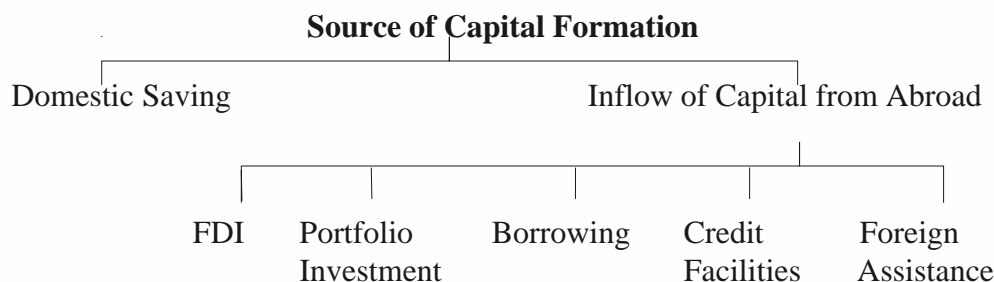 Source of Capital Formation
Domestic Saving Inflow of Capital from Abroad
FDI Portfolio Borrowing Credit Foreign
Investment Facilities Assistance